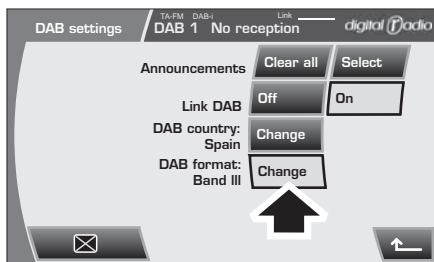 TA-FM DAB-i Link
DAB settings DAB 1 No reception digital radio
Announcements Clear all Select
Link DAB Off On
DAB country:
Spain Change
DAB format:
Band III Change